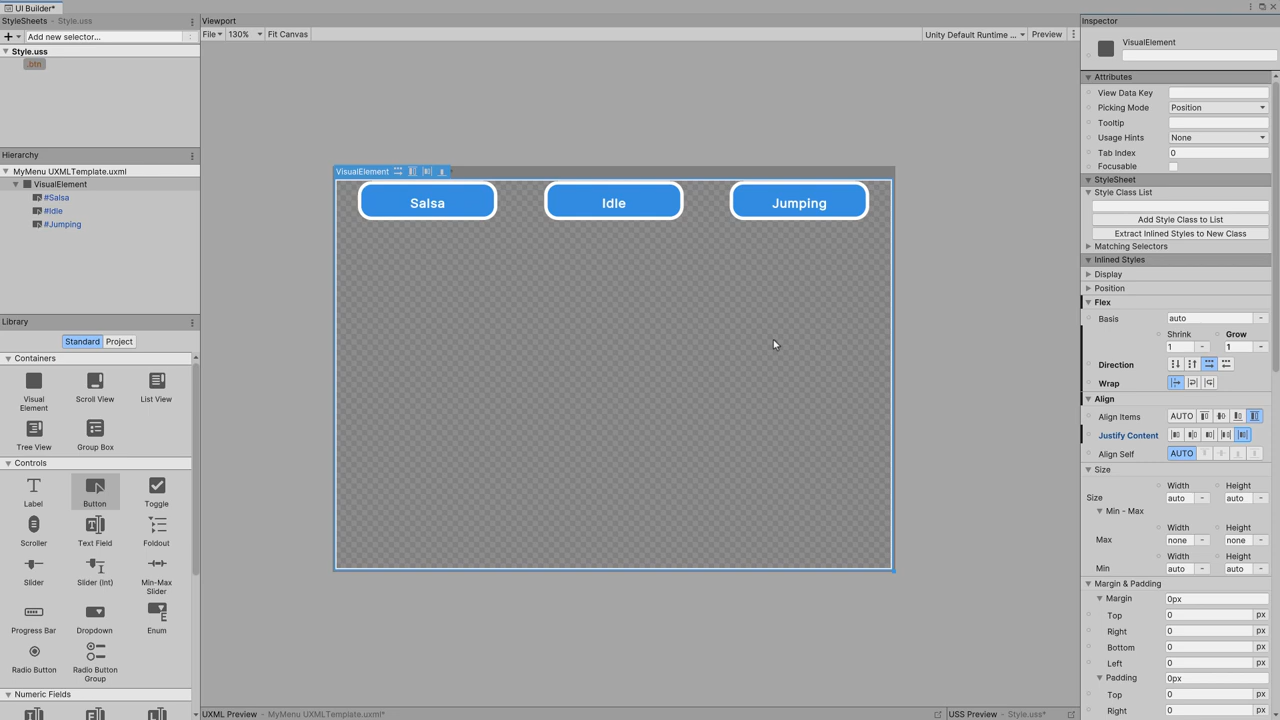 UI Builder*
StyleSheets - Style.uss
Add new selector...
Style.uss
.btn
Hierarchy
MyMenu UXMLTemplate.uxml
VisualElement
#Salsa
#Idle
#Jumping
Library
Standard Project
Containers
Visual Element
Scroll View
List View
Tree View
Group Box
Controls
Label
Button
Toggle
Scroller
Text Field
Foldout
Slider
Slider (Int)
Min-Max Slider
Progress Bar
Dropdown
Enum
Radio Button
Radio Button Group
Numeric Fields
Viewport
File 130% Fit Canvas
Unity Default Runtime ... Preview
VisualElement
Salsa Idle Jumping
UXML Preview - MyMenu UXMLTemplate.uxml*
USS Preview - Style.uss*
Inspector
VisualElement
Attributes
View Data Key
Picking Mode Position
Tooltip
Usage Hints None
Tab Index 0
Focusable
StyleSheet
Style Class List
Add Style Class to List
Extract Inlined Styles to New Class
Matching Selectors
Inlined Styles
Display
Position
Flex
Basis auto -
Shrink Grow
1 - 1 -
Direction
Wrap
Align
Align Items AUTO
Justify Content
Align Self AUTO
Size
Width Height
Size auto - auto -
Min - Max
Width Height
Max none - none -
Width Height
Min auto - auto -
Margin & Padding
Margin 0px
Top 0 px
Right 0 px
Bottom 0 px
Left 0 px
Padding 0px
Top 0 px
Right 0 px